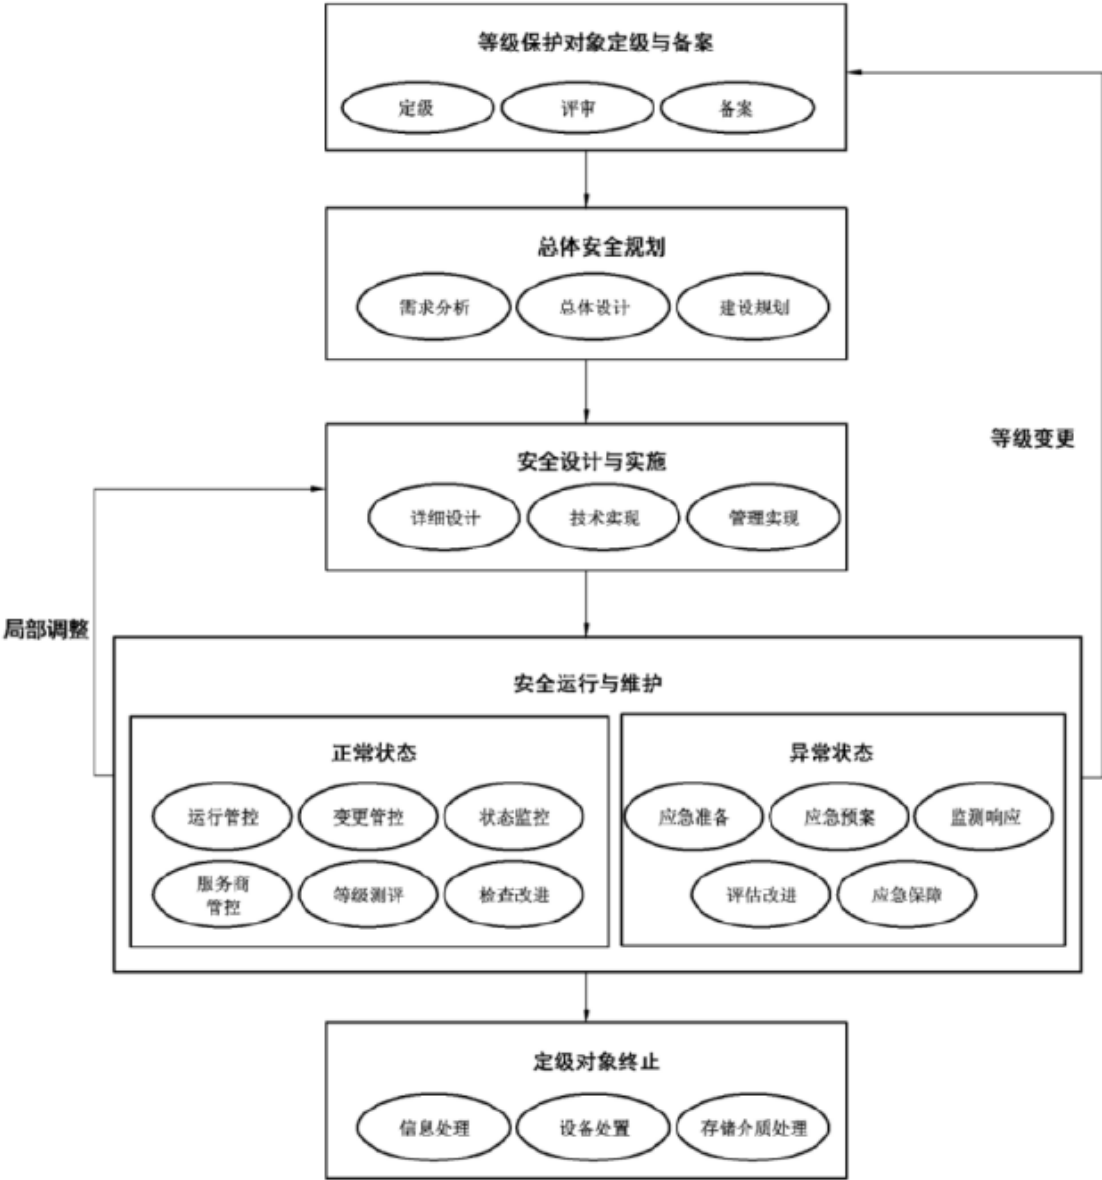 等级保护对象定级与备案
定级
评审
备案
总体安全规划
需求分析
总体设计
建设规划
等级变更
安全设计与实施
详细设计
技术实现
管理实现
局部调整
安全运行与维护
正常状态
运行管控
变更管控
状态监控
服务商
管控
等级测评
检查改进
异常状态
应急准备
应急预案
监测响应
评估改进
应急保障
定级对象终止
信息处理
设备处置
存储介质处理